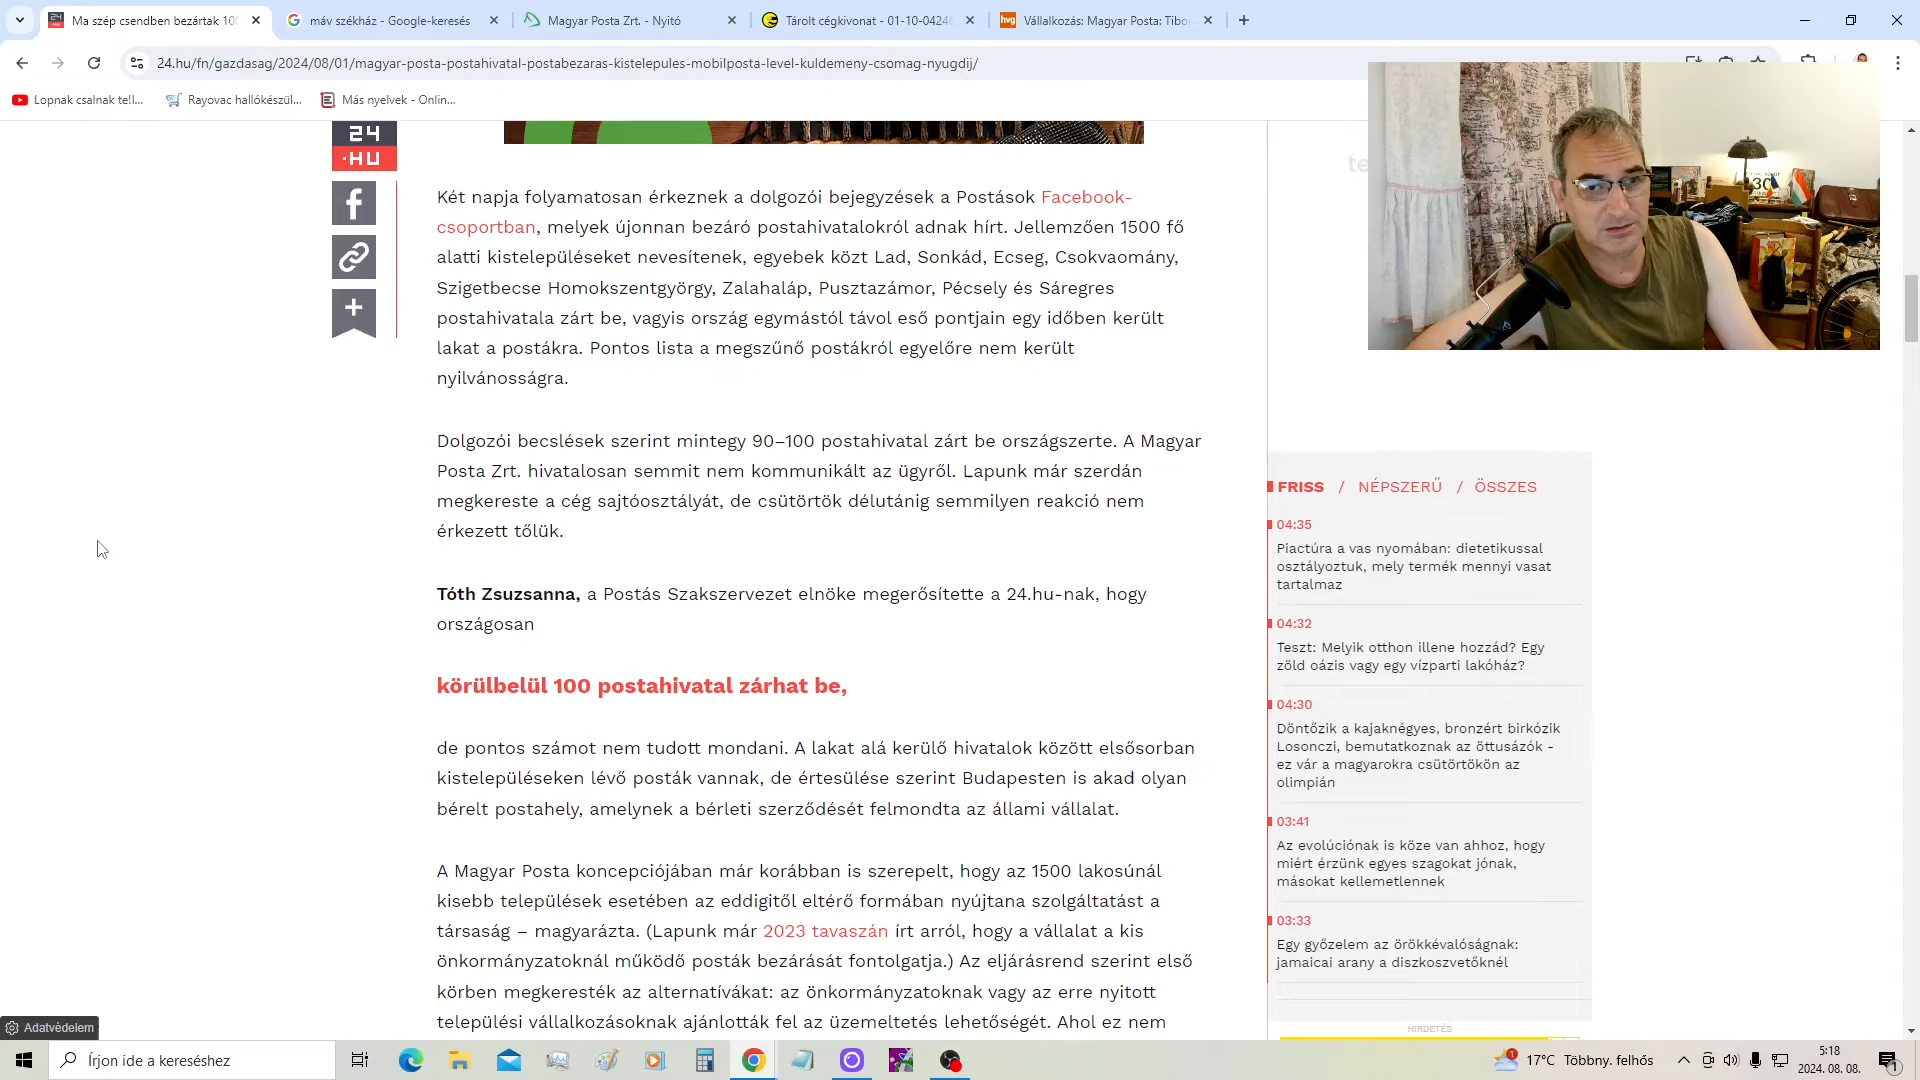 Ma szép csendben bezártak 100
máv székház - Google-keresés
Magyar Posta Zrt. - Nyitó
Tárolt cégkivonat - 01-10-0424
hvg
Vállalkozás: Magyar Posta: Tibo
24.hu/fn/gazdasag/2024/08/01/magyar-posta-postahivatal-postabezaras-kistelepules-mobilposta-level-kuldemeny-csomag-nyugdij/
Lopnak csalnak te!l...
Rayovac hallókészül...
Más nyelvek - Onlin...
24
·HU
Két napja folyamatosan érkeznek a dolgozói bejegyzések a Postások Facebook-
csoportban, melyek újonnan bezáró postahivatalokról adnak hírt. Jellemzően 1500 fő
alatti kistelepüléseket nevesítenek, egyebek közt Lad, Sonkád, Ecseg, Csokvaomány,
Szigetbecse Homokszentgyörgy, Zalahaláp, Pusztazámor, Pécsely és Sáregres
postahivatala zárt be, vagyis ország egymástól távol eső pontjain egy időben került
lakat a postákra. Pontos lista a megszűnő postákról egyelőre nem került
nyilvánosságra.
Dolgozói becslések szerint mintegy 90–100 postahivatal zárt be országszerte. A Magyar
Posta Zrt. hivatalosan semmit nem kommunikált az ügyről. Lapunk már szerdán
megkereste a cég sajtóosztályát, de csütörtök délutánig semmilyen reakció nem
érkezett tőlük.
Tóth Zsuzsanna, a Postás Szakszervezet elnöke megerősítette a 24.hu-nak, hogy
országosan
körülbelül 100 postahivatal zárhat be,
de pontos számot nem tudott mondani. A lakat alá kerülő hivatalok között elsősorban
kistelepüléseken lévő posták vannak, de értesülése szerint Budapesten is akad olyan
bérelt postahely, amelynek a bérleti szerződését felmondta az állami vállalat.
A Magyar Posta koncepciójában már korábban is szerepelt, hogy az 1500 lakosúnál
kisebb települések esetében az eddigitől eltérő formában nyújtana szolgáltatást a
társaság – magyarázta. (Lapunk már 2023 tavaszán írt arról, hogy a vállalat a kis
önkormányzatoknál működő posták bezárását fontolgatja.) Az eljárásrend szerint első
körben megkeresték az alternatívákat: az önkormányzatoknak vagy az erre nyitott
települési vállalkozásoknak ajánlották fel az üzemeltetés lehetőségét. Ahol ez nem
te
FRISS / NÉPSZERŰ / ÖSSZES
04:35
Piactúra a vas nyomában: dietetikussal
osztályoztuk, mely termék mennyi vasat
tartalmaz
04:32
Teszt: Melyik otthon illene hozzád? Egy
zöld oázis vagy egy vízparti lakóház?
04:30
Döntőzik a kajaknégyes, bronzért birkózik
Losonczi, bemutatkoznak az öttusázók -
ez vár a magyarokra csütörtökön az
olimpián
03:41
Az evolúciónak is köze van ahhoz, hogy
miért érzünk egyes szagokat jónak,
másokat kellemetlennek
03:33
Egy győzelem az örökkévalóságnak:
jamaicai arany a diszkoszvetőknél
HIRDETÉS
Adatvédelem
Írjon ide a kereséshez
1
17°C Többny. felhős
5:18
2024. 08. 08.
1